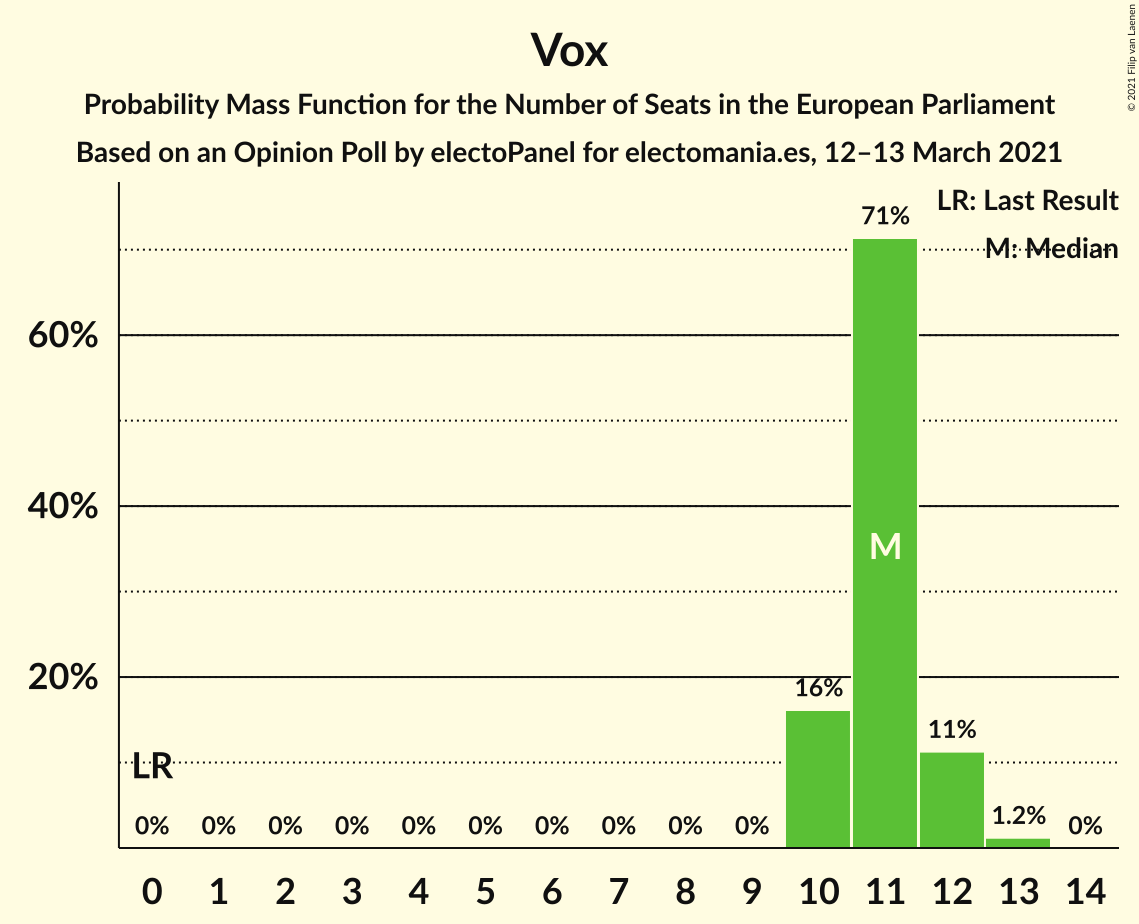 Vox
Probability Mass Function for the Number of Seats in the European Parliament
Based on an Opinion Poll by electoPanel for electomania.es, 12–13 March 2021
© 2021 Filip van Laenen
LR: Last Result
M: Median
71%
60%
40%
M
20%
16%
11%
LR
1.2%
0% 0% 0% 0% 0% 0% 0% 0% 0% 0% 0%
0 1 2 3 4 5 6 7 8 9 10 11 12 13 14